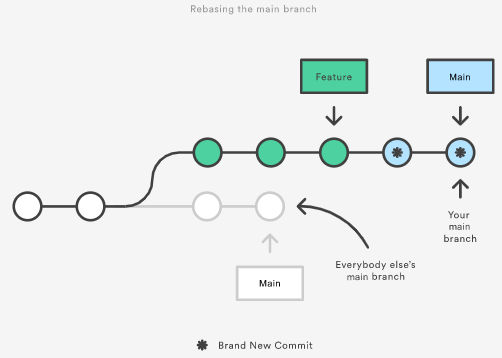 Rebasing the main branch
Feature
Main
Your
main
branch
Everybody else's
main branch
Main
Brand New Commit